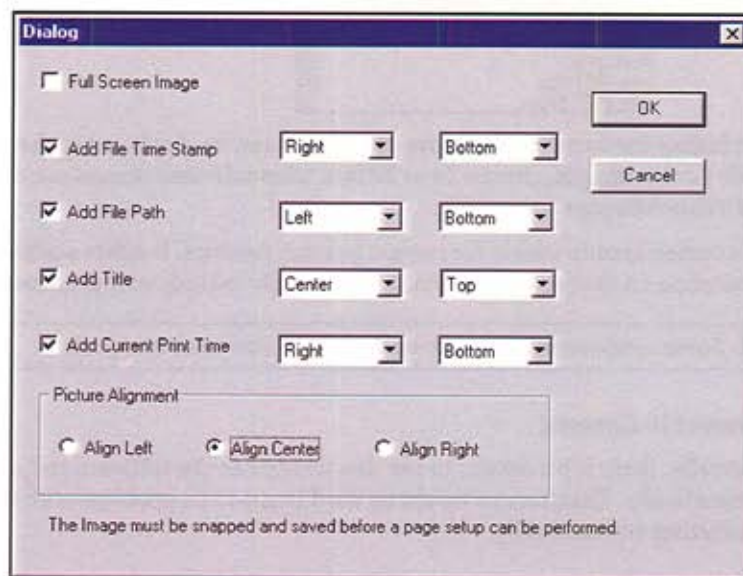 Dialog
Full Screen Image
OK
Add File Time Stamp Right Bottom
Cancel
Add File Path Left Bottom
Add Title Center Top
Add Current Print Time Right Bottom
Picture Alignment
Align Left Align Center Align Right
The Image must be snapped and saved before a page setup can be performed.